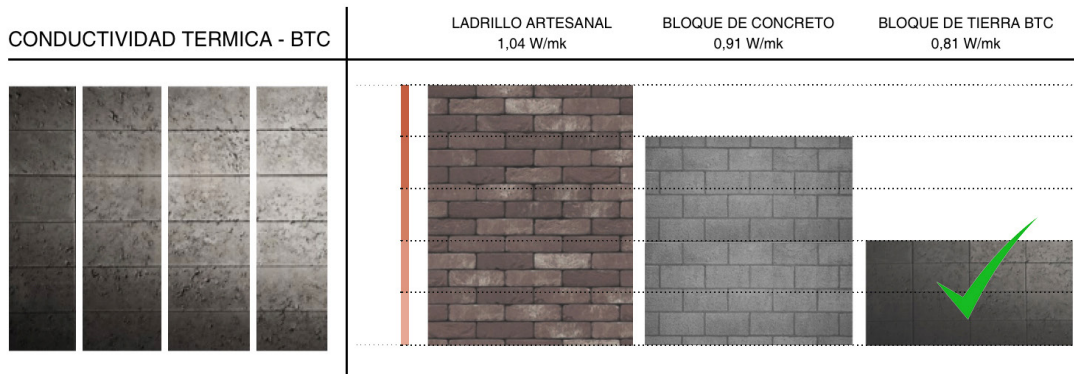 CONDUCTIVIDAD TERMICA - BTC
LADRILLO ARTESANAL
1,04 W/mk
BLOQUE DE CONCRETO
0,91 W/mk
BLOQUE DE TIERRA BTC
0,81 W/mk